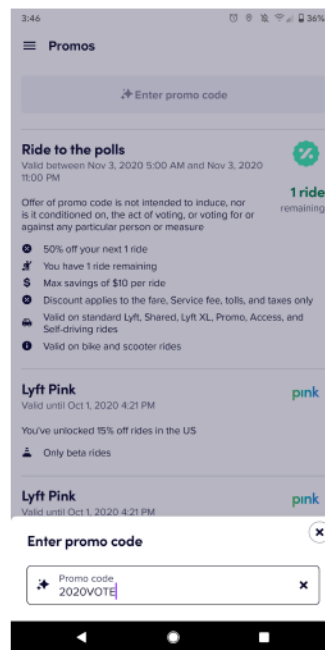 3:46
36%
Promos
Enter promo code
Ride to the polls
Valid between Nov 3, 2020 5:00 AM and Nov 3, 2020
11:00 PM
1 ride
remaining
Offer of promo code is not intended to induce, nor
is it conditioned on, the act of voting, or voting for or
against any particular person or measure
50% off your next 1 ride
You have 1 ride remaining
$ Max savings of $10 per ride
Discount applies to the fare, Service fee, tolls, and taxes only
Valid on standard Lyft, Shared, Lyft XL, Promo, Access, and
Self-driving rides
Valid on bike and scooter rides
Lyft Pink
pink
Valid until Oct 1, 2020 4:21 PM
You've unlocked 15% off rides in the US
Only beta rides
Lyft Pink
pink
Valid until Oct 1, 2020 4:21 PM
Enter promo code
Promo code
2020VOTE